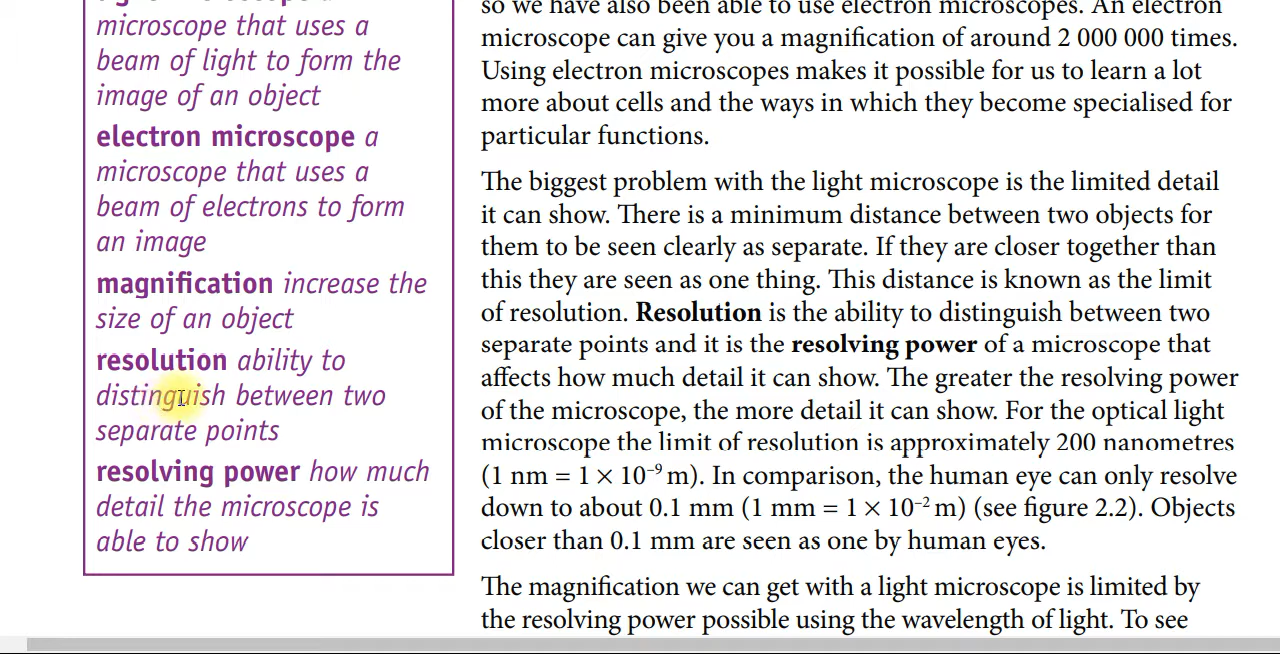 microscope that uses a
beam of light to form the
image of an object
electron microscope a
microscope that uses a
beam of electrons to form
an image
magnification increase the
size of an object
resolution ability to
distinguish between two
separate points
resolving power how much
detail the microscope is
able to show
so we have also been able to use electron microscopes. An electron
microscope can give you a magnification of around 2 000 000 times.
Using electron microscopes makes it possible for us to learn a lot
more about cells and the ways in which they become specialised for
particular functions.
The biggest problem with the light microscope is the limited detail
it can show. There is a minimum distance between two objects for
them to be seen clearly as separate. If they are closer together than
this they are seen as one thing. This distance is known as the limit
of resolution. Resolution is the ability to distinguish between two
separate points and it is the resolving power of a microscope that
affects how much detail it can show. The greater the resolving power
of the microscope, the more detail it can show. For the optical light
microscope the limit of resolution is approximately 200 nanometres
(1 nm = 1 × 10⁻⁹ m). In comparison, the human eye can only resolve
down to about 0.1 mm (1 mm = 1 × 10⁻² m) (see figure 2.2). Objects
closer than 0.1 mm are seen as one by human eyes.
The magnification we can get with a light microscope is limited by
the resolving power possible using the wavelength of light. To see